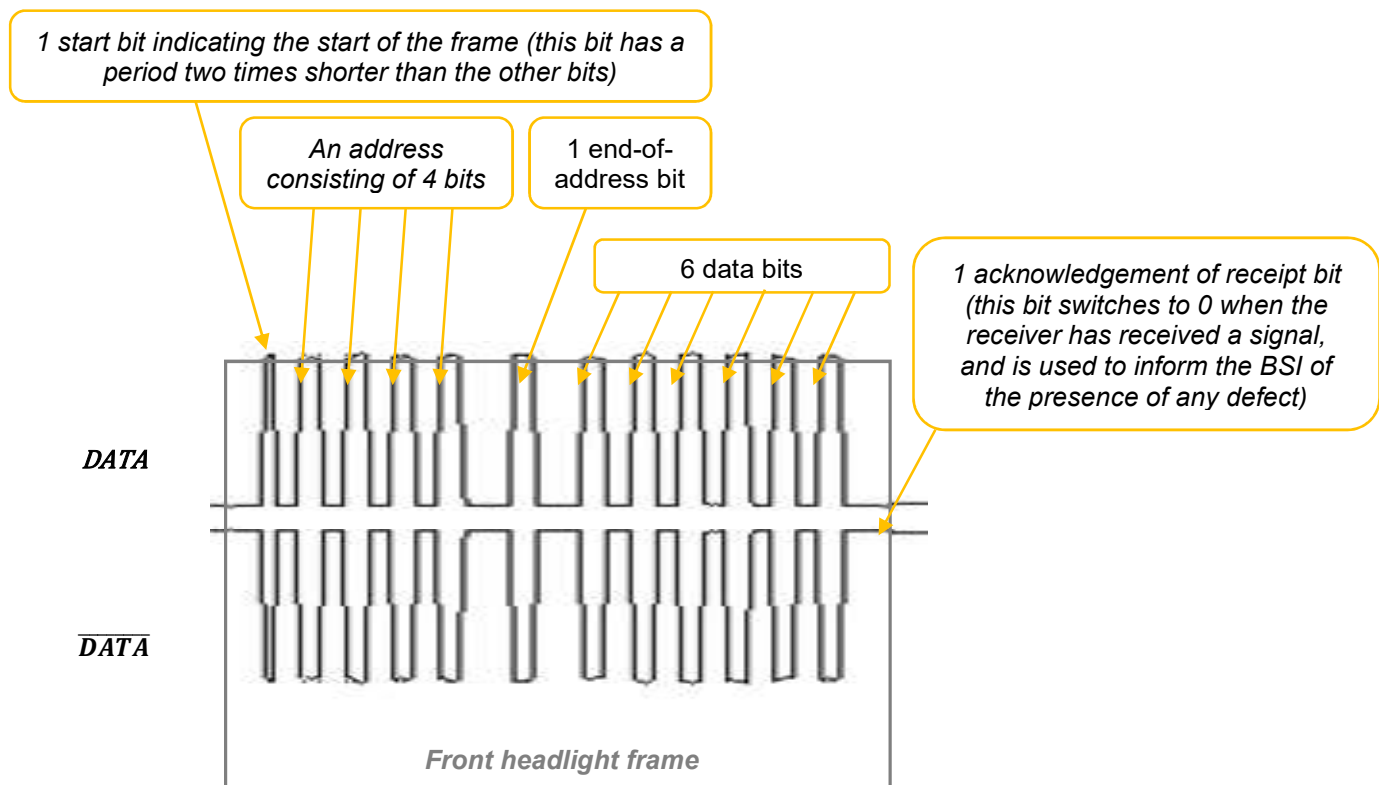 1 start bit indicating the start of the frame (this bit has a
period two times shorter than the other bits)
An address
consisting of 4 bits
1 end-of-
address bit
6 data bits
1 acknowledgement of receipt bit
(this bit switches to 0 when the
receiver has received a signal,
and is used to inform the BSI of
the presence of any defect)
DATA
D̅A̅T̅A̅
Front headlight frame